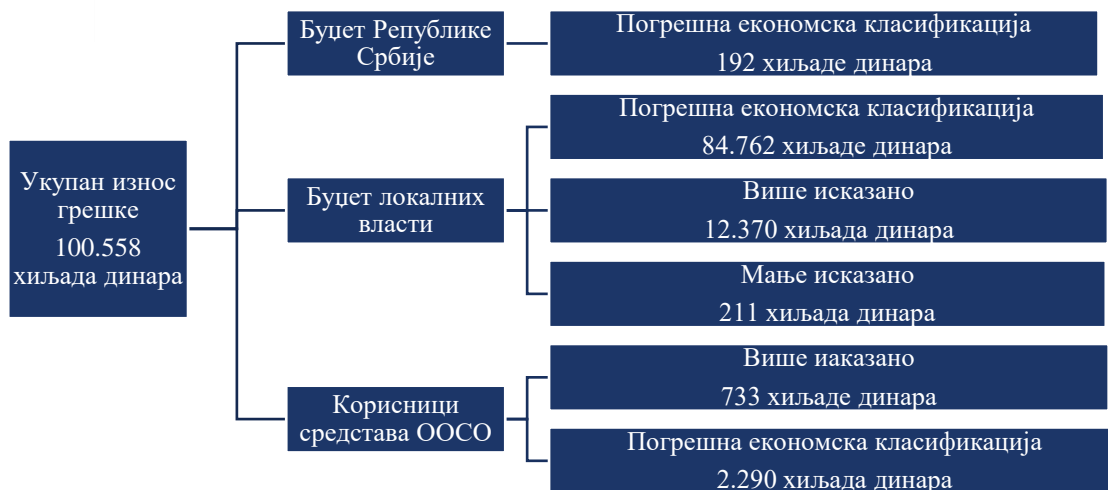 Укупан износ
грешке
100.558
хиљада динара
Буџет Републике
Србије
Погрешна економска класификација
192 хиљаде динара
Буџет локалних
власти
Погрешна економска класификација
84.762 хиљаде динара
Више исказано
12.370 хиљада динара
Мање исказано
211 хиљада динара
Корисници
средстава ООСО
Више иаказано
733 хиљаде динара
Погрешна економска класификација
2.290 хиљада динара